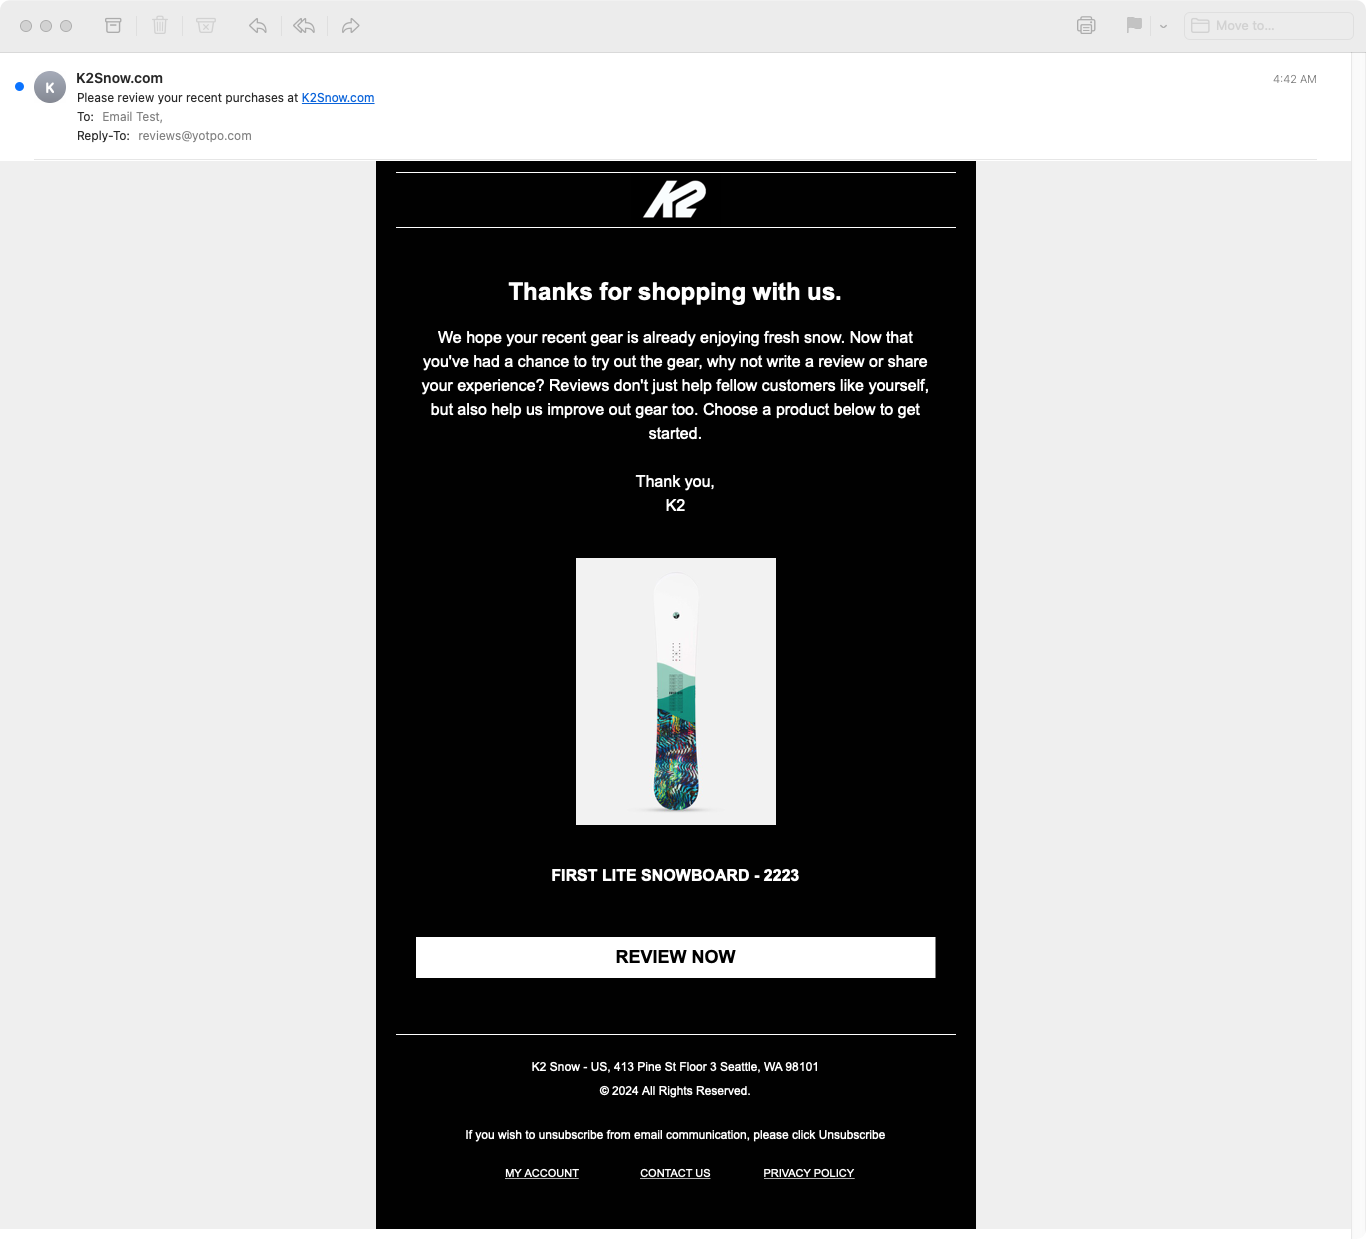 Move to...
K
K2Snow.com
4:42 AM
Please review your recent purchases at K2Snow.com
To: Email Test,
Reply-To: reviews@yotpo.com
K2
Thanks for shopping with us.
We hope your recent gear is already enjoying fresh snow. Now that
you've had a chance to try out the gear, why not write a review or share
your experience? Reviews don't just help fellow customers like yourself,
but also help us improve out gear too. Choose a product below to get
started.
Thank you,
K2
FIRST LITE SNOWBOARD - 2223
REVIEW NOW
K2 Snow - US, 413 Pine St Floor 3 Seattle, WA 98101
© 2024 All Rights Reserved.
If you wish to unsubscribe from email communication, please click Unsubscribe
MY ACCOUNT CONTACT US PRIVACY POLICY